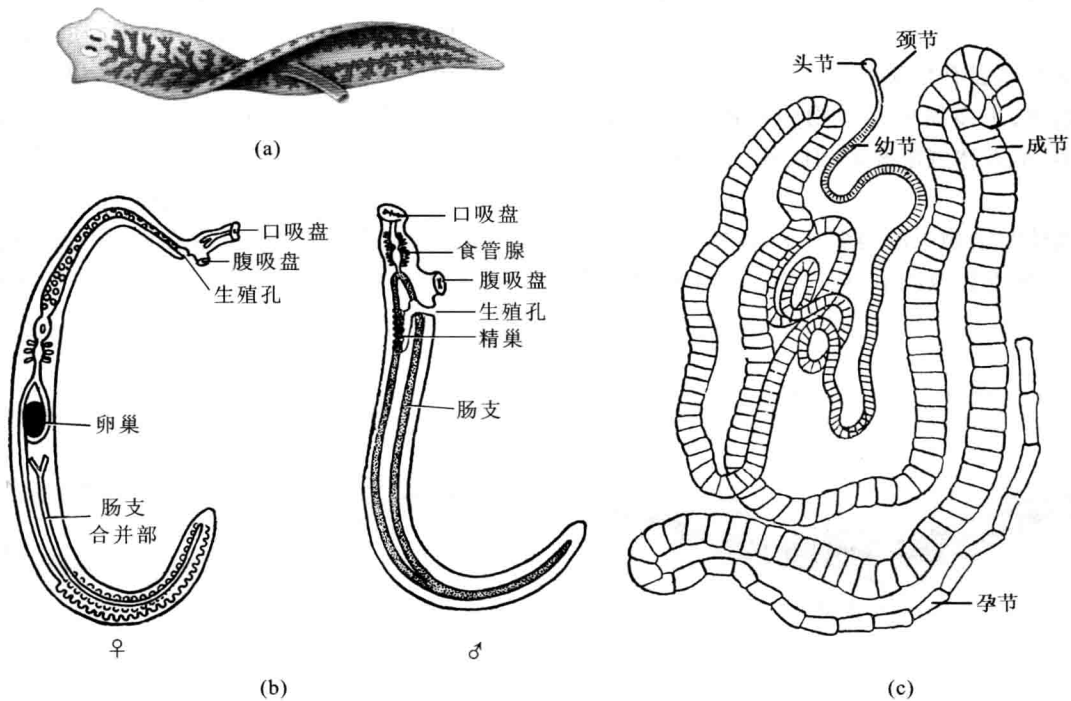 (a)
口吸盘
腹吸盘
生殖孔
卵巢
肠支
合并部
♀
口吸盘
食管腺
腹吸盘
生殖孔
精巢
肠支
♂
(b)
头节
颈节
幼节
成节
孕节
(c)